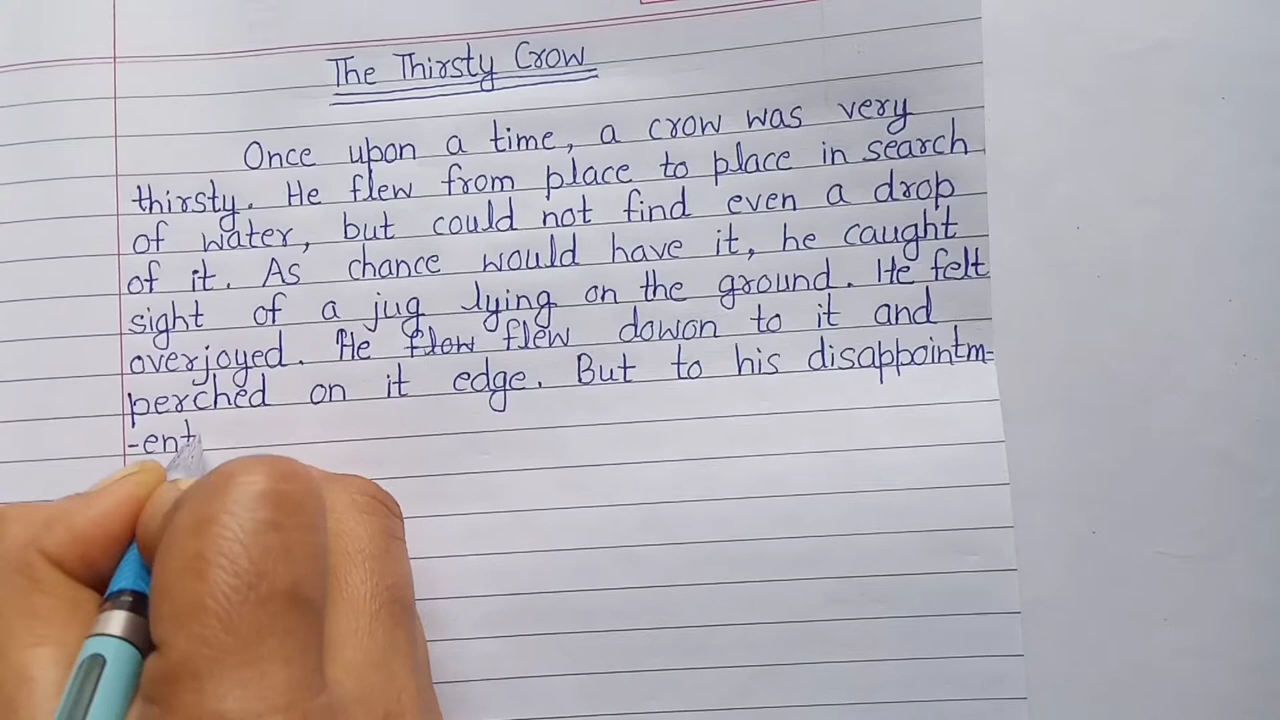 The Thirsty Crow
Once upon a time, a crow was very
thirsty. He flew from place to place in search
of water, but could not find even a drop
of it. As chance would have it, he caught
sight of a jug lying on the ground. He felt
overjoyed. He flow flew dowon to it and
perched on it edge. But to his disappointm=
-ent